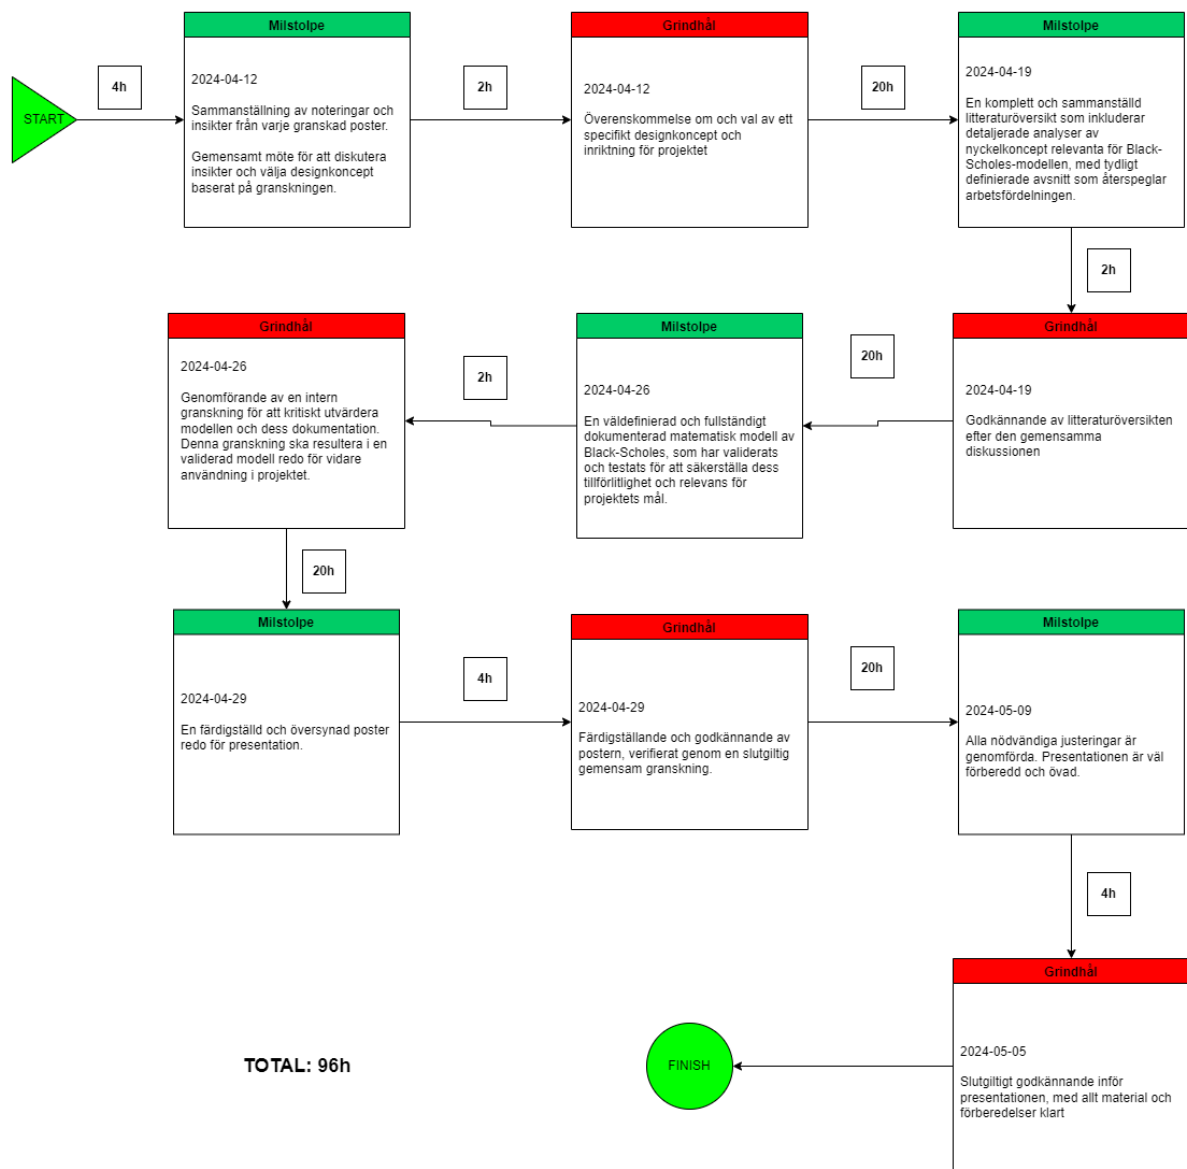 START
4h
Milstolpe
2024-04-12
Sammanställning av noteringar och
insikter från varje granskad poster.
Gemensamt möte för att diskutera
insikter och välja designkoncept
baserat på granskningen.
2h
Grindhål
2024-04-12
Överenskommelse om och val av ett
specifikt designkoncept och
inriktning för projektet
20h
Milstolpe
2024-04-19
En komplett och sammanställd
litteraturöversikt som inkluderar
detaljerade analyser av
nyckelkoncept relevanta för Black-
Scholes-modellen, med tydligt
definierade avsnitt som återspeglar
arbetsfördelningen.
2h
Grindhål
2024-04-19
Godkännande av litteraturöversikten
efter den gemensamma
diskussionen
20h
Milstolpe
2024-04-26
En väldefinierad och fullständigt
dokumenterad matematisk modell av
Black-Scholes, som har validerats
och testats för att säkerställa dess
tillförlitlighet och relevans för
projektets mål.
2h
Grindhål
2024-04-26
Genomförande av en intern
granskning för att kritiskt utvärdera
modellen och dess dokumentation.
Denna granskning ska resultera i en
validerad modell redo för vidare
användning i projektet.
20h
Milstolpe
2024-04-29
En färdigställd och översynad poster
redo för presentation.
4h
Grindhål
2024-04-29
Färdigställande och godkännande av
postern, verifierat genom en slutgiltig
gemensam granskning.
20h
Milstolpe
2024-05-09
Alla nödvändiga justeringar är
genomförda. Presentationen är väl
förberedd och övad.
4h
Grindhål
2024-05-05
Slutgiltigt godkännande inför
presentationen, med allt material och
förberedelser klart
FINISH
TOTAL: 96h